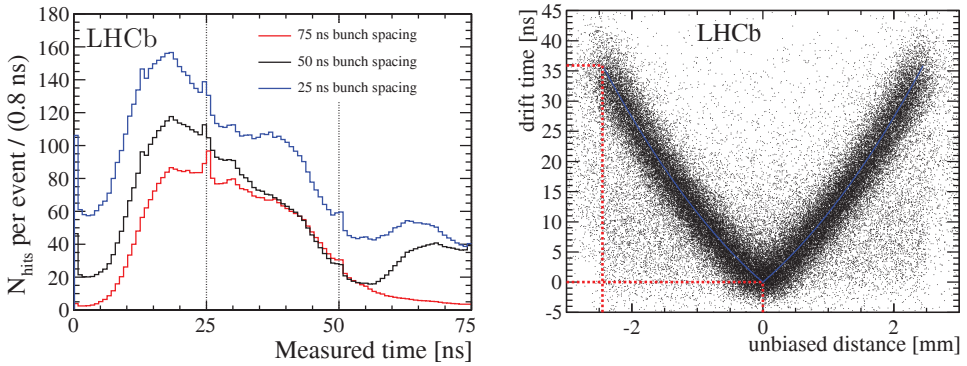 LHCb
75 ns bunch spacing
50 ns bunch spacing
25 ns bunch spacing
N_hits per event / (0.8 ns)
180
160
140
120
100
80
60
40
20
0
0 25 50 75
Measured time [ns]
LHCb
drift time [ns]
45
40
35
30
25
20
15
10
5
0
-5
-2 0 2
unbiased distance [mm]